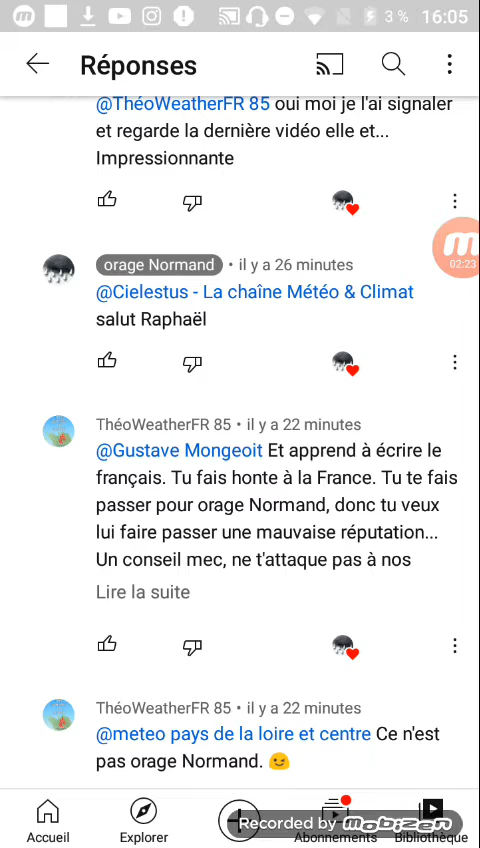 3 % 16:05
Réponses
@ThéoWeatherFR 85 oui moi je l'ai signaler
et regarde la dernière vidéo elle et...
Impressionnante
02:23
orage Normand • il y a 26 minutes
@Cielestus - La chaîne Météo & Climat
salut Raphaël
ThéoWeatherFR 85 • il y a 22 minutes
@Gustave Mongeoit Et apprend à écrire le
français. Tu fais honte à la France. Tu te fais
passer pour orage Normand, donc tu veux
lui faire passer une mauvaise réputation...
Un conseil mec, ne t'attaque pas à nos
Lire la suite
ThéoWeatherFR 85 • il y a 22 minutes
@meteo pays de la loire et centre Ce n'est
pas orage Normand. 😉
Recorded by mobizen
Accueil Explorer Abonnements Bibliothèque